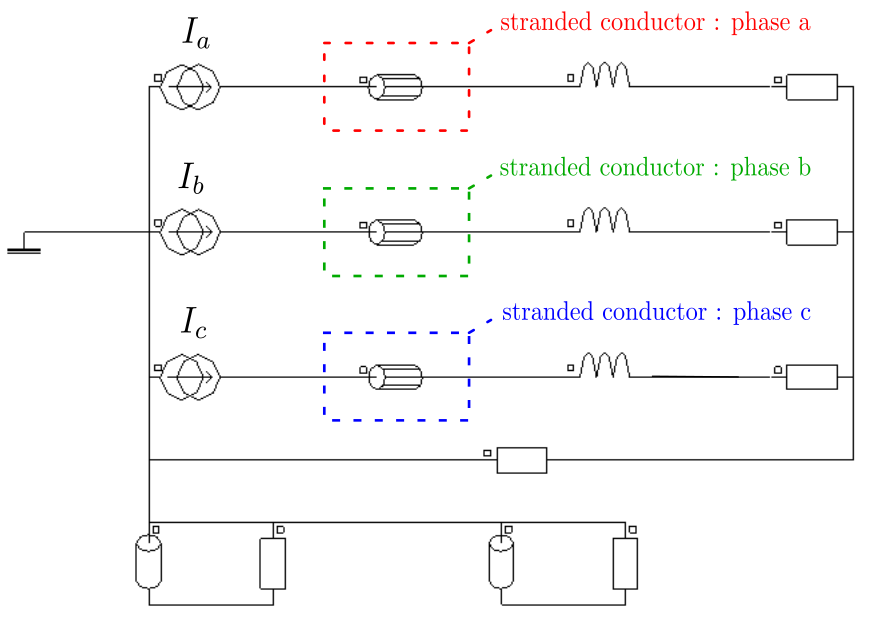 I_a
stranded conductor : phase a
I_b
stranded conductor : phase b
I_c
stranded conductor : phase c